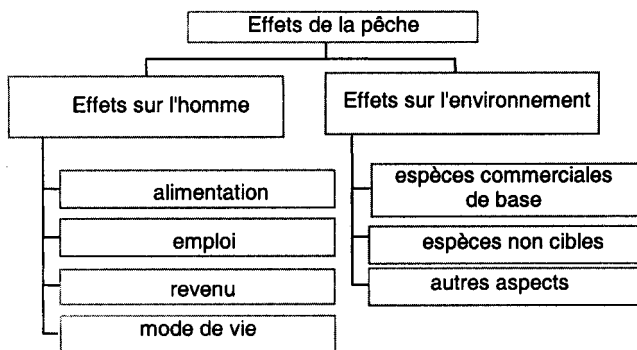 Effets de la pêche
Effets sur l'homme
Effets sur l'environnement
alimentation
emploi
revenu
mode de vie
espèces commerciales
de base
espèces non cibles
autres aspects